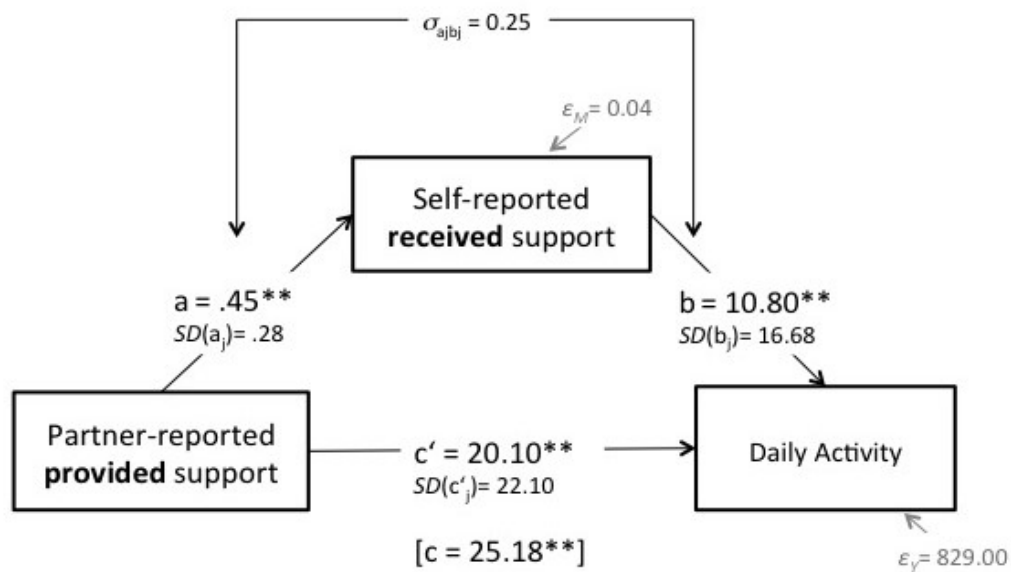 σajbj = 0.25
εM= 0.04
Self-reported
received support
a = .45**
SD(aj)= .28
b = 10.80**
SD(bj)= 16.68
Partner-reported
provided support
c‘ = 20.10**
SD(c‘j)= 22.10
Daily Activity
[c = 25.18**]
εy= 829.00